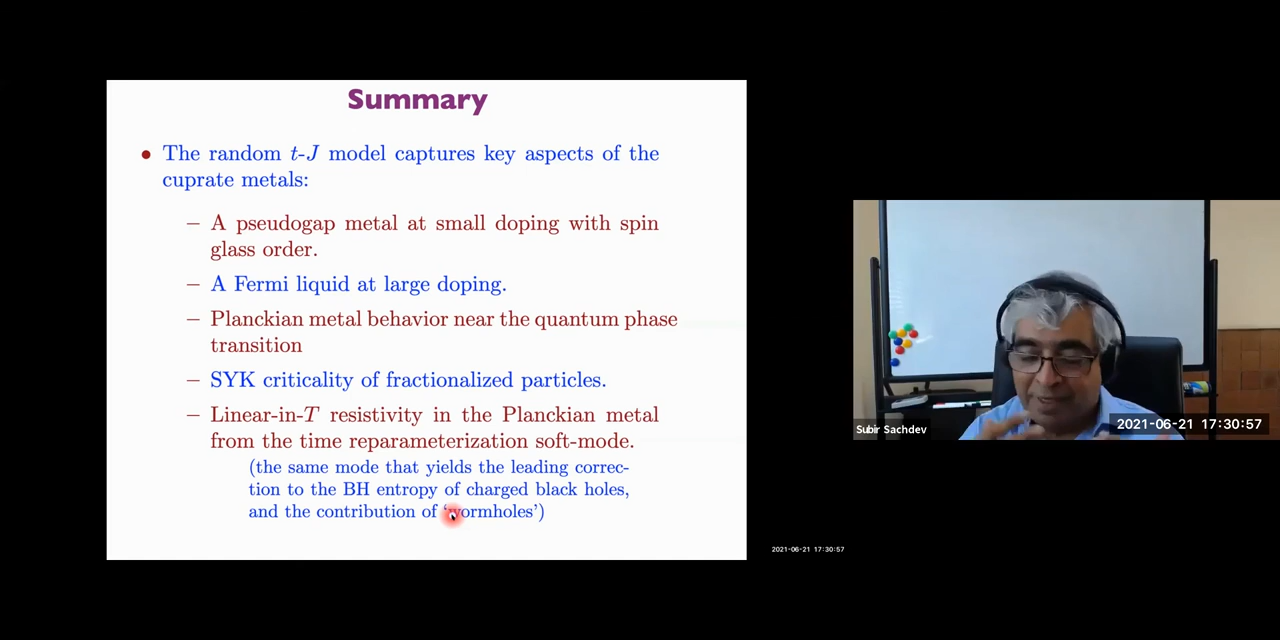 Summary
• The random t-J model captures key aspects of the
cuprate metals:
– A pseudogap metal at small doping with spin
glass order.
– A Fermi liquid at large doping.
– Planckian metal behavior near the quantum phase
transition
– SYK criticality of fractionalized particles.
– Linear-in-T resistivity in the Planckian metal
from the time reparameterization soft-mode.
(the same mode that yields the leading correc-
tion to the BH entropy of charged black holes,
and the contribution of ‘wormholes’)
Subir Sachdev
2021-06-21 17:30:57
2021-06-21 17:30:57